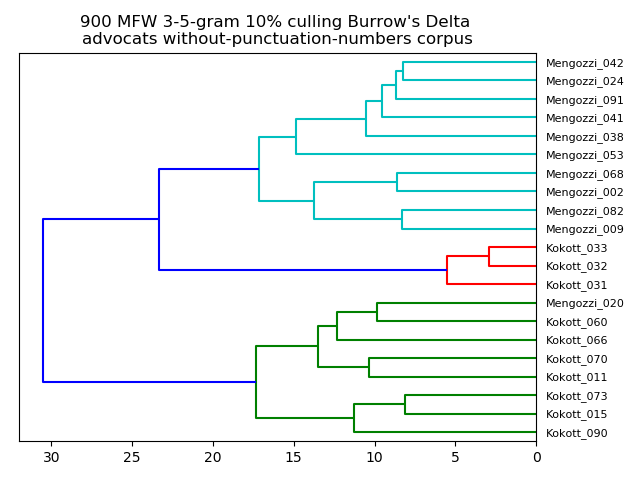 900 MFW 3-5-gram 10% culling Burrow's Delta
advocats without-punctuation-numbers corpus
Mengozzi_042
Mengozzi_024
Mengozzi_091
Mengozzi_041
Mengozzi_038
Mengozzi_053
Mengozzi_068
Mengozzi_002
Mengozzi_082
Mengozzi_009
Kokott_033
Kokott_032
Kokott_031
Mengozzi_020
Kokott_060
Kokott_066
Kokott_070
Kokott_011
Kokott_073
Kokott_015
Kokott_090
30 25 20 15 10 5 0